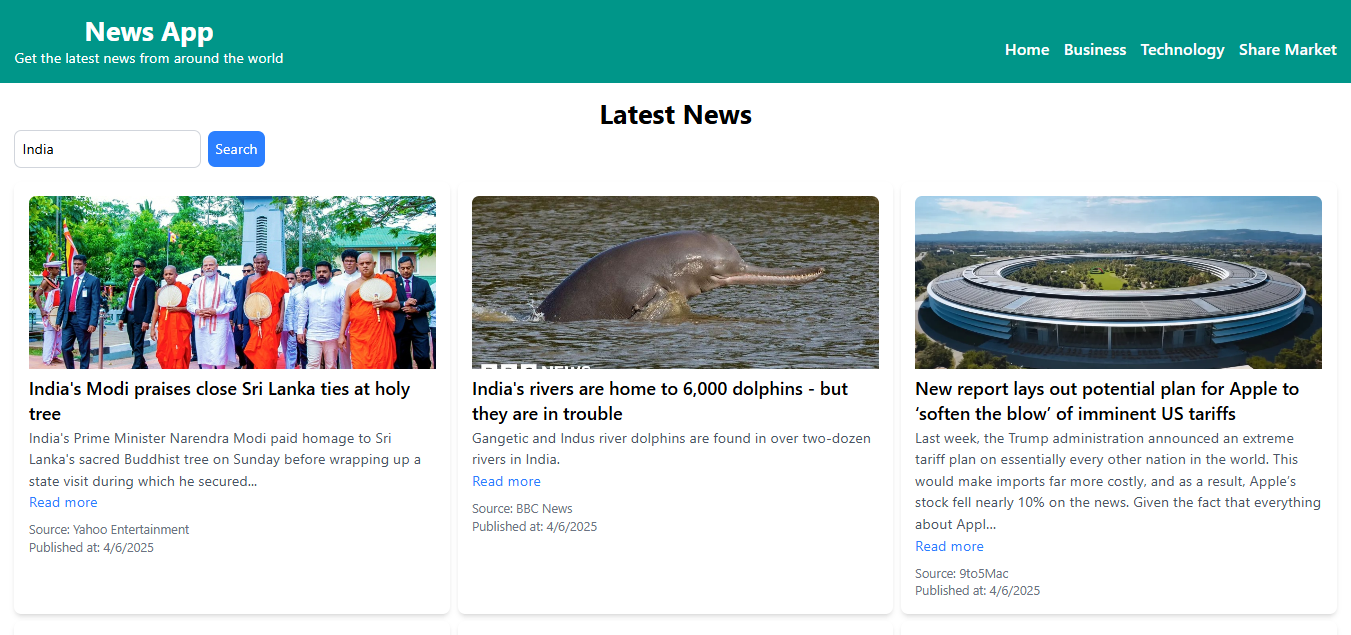 News App
Get the latest news from around the world
Home Business Technology Share Market
Latest News
India
Search
India's Modi praises close Sri Lanka ties at holy
tree
India's Prime Minister Narendra Modi paid homage to Sri
Lanka's sacred Buddhist tree on Sunday before wrapping up a
state visit during which he secured...
Read more
Source: Yahoo Entertainment
Published at: 4/6/2025
NEWS
India's rivers are home to 6,000 dolphins - but
they are in trouble
Gangetic and Indus river dolphins are found in over two-dozen
rivers in India.
Read more
Source: BBC News
Published at: 4/6/2025
New report lays out potential plan for Apple to
‘soften the blow’ of imminent US tariffs
Last week, the Trump administration announced an extreme
tariff plan on essentially every other nation in the world. This
would make imports far more costly, and as a result, Apple’s
stock fell nearly 10% on the news. Given the fact that everything
about Appl…
Read more
Source: 9to5Mac
Published at: 4/6/2025